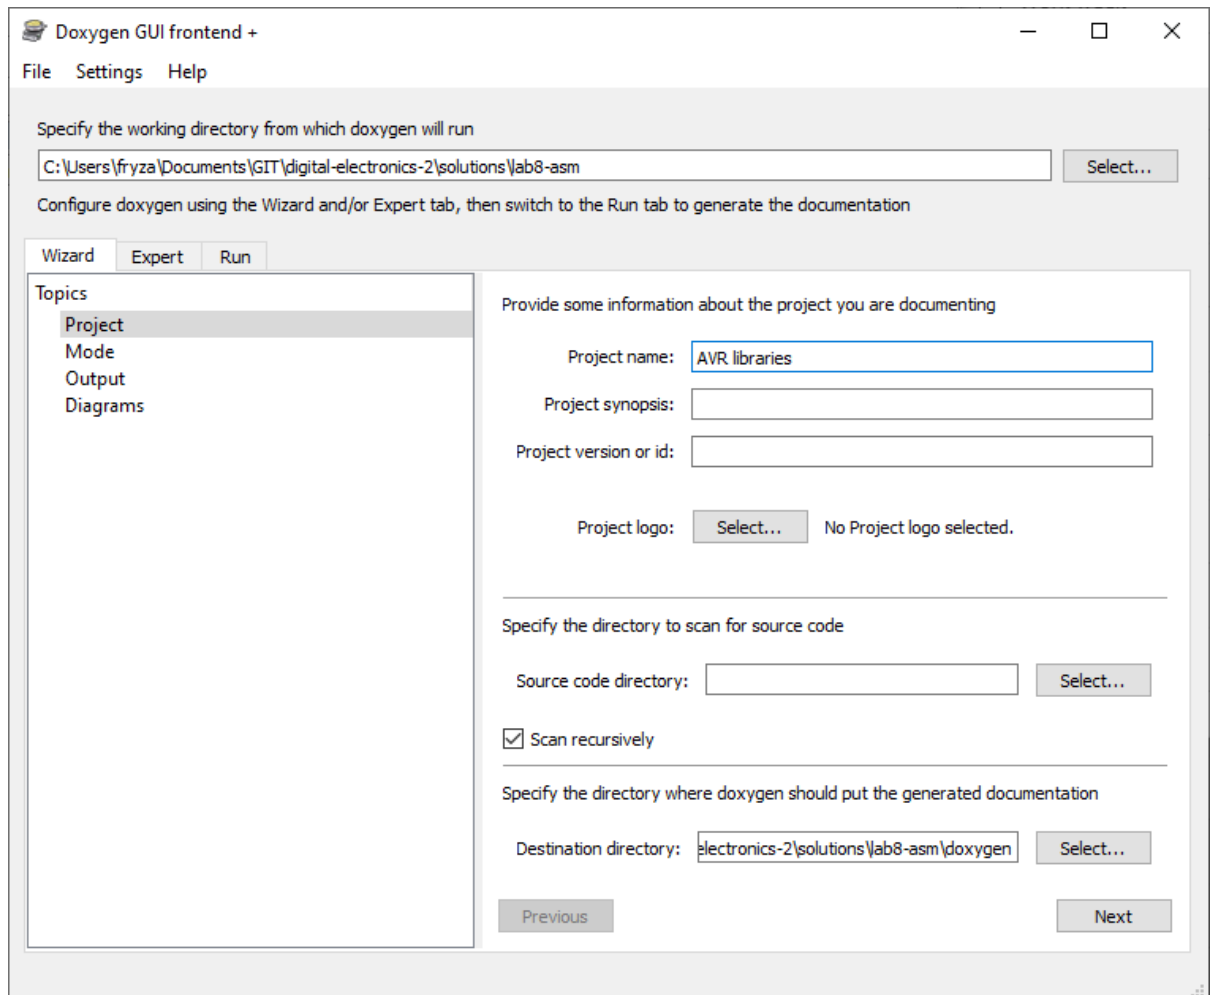 Doxygen GUI frontend +
File Settings Help
Specify the working directory from which doxygen will run
C:\Users\fryza\Documents\GIT\digital-electronics-2\solutions\lab8-asm Select...
Configure doxygen using the Wizard and/or Expert tab, then switch to the Run tab to generate the documentation
Wizard Expert Run
Topics
Project
Mode
Output
Diagrams
Provide some information about the project you are documenting
Project name: AVR libraries
Project synopsis:
Project version or id:
Project logo: Select... No Project logo selected.
Specify the directory to scan for source code
Source code directory: Select...
Scan recursively
Specify the directory where doxygen should put the generated documentation
Destination directory: electronics-2\solutions\lab8-asm\doxygen Select...
Previous Next